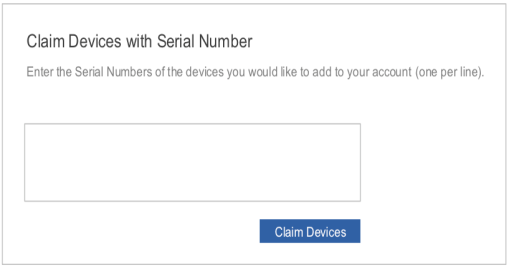 Claim Devices with Serial Number
Enter the Serial Numbers of the devices you would like to add to your account (one per line).
Claim Devices